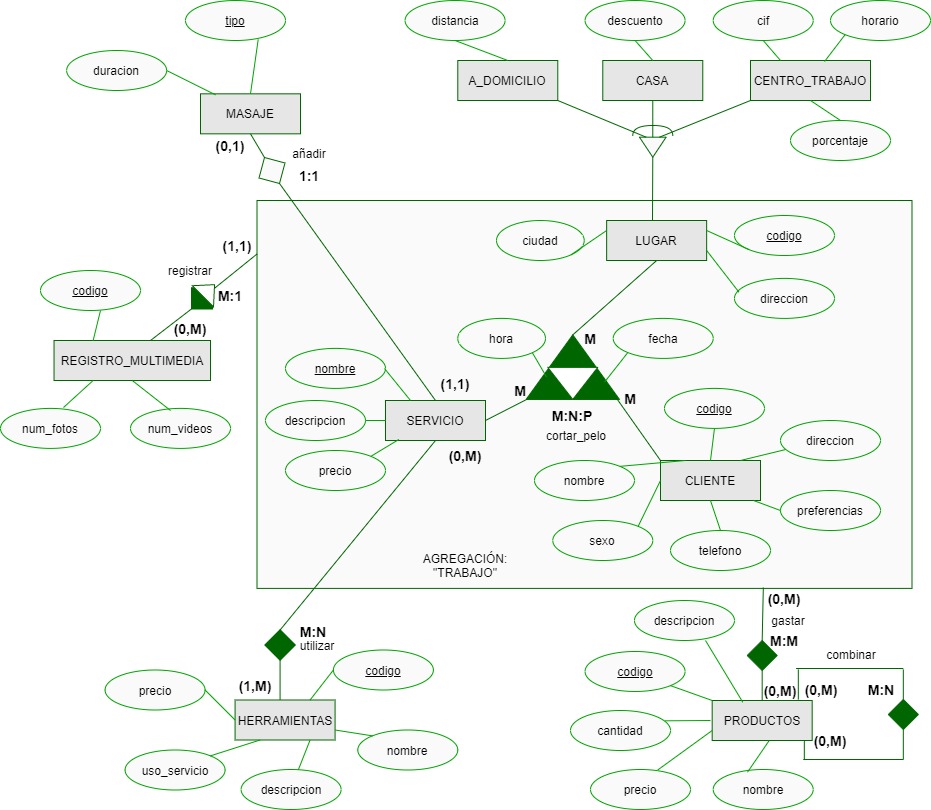 tipo
distancia
descuento
cif
horario
duracion
A_DOMICILIO
CASA
CENTRO_TRABAJO
MASAJE
porcentaje
(0,1)
añadir
1:1
ciudad
LUGAR
codigo
(1,1)
registrar
M:1
codigo
direccion
(0,M)
hora
M
fecha
REGISTRO_MULTIMEDIA
nombre
(1,1)
M
M
M:N:P
cortar_pelo
codigo
num_fotos
num_videos
descripcion
SERVICIO
direccion
(0,M)
precio
nombre
CLIENTE
preferencias
sexo
telefono
AGREGACIÓN:
"TRABAJO"
(0,M)
descripcion
gastar
M:N
utilizar
M:M
combinar
codigo
codigo
precio
(1,M)
(0,M)
(0,M)
M:N
HERRAMIENTAS
PRODUCTOS
cantidad
(0,M)
nombre
uso_servicio
descripcion
precio
nombre